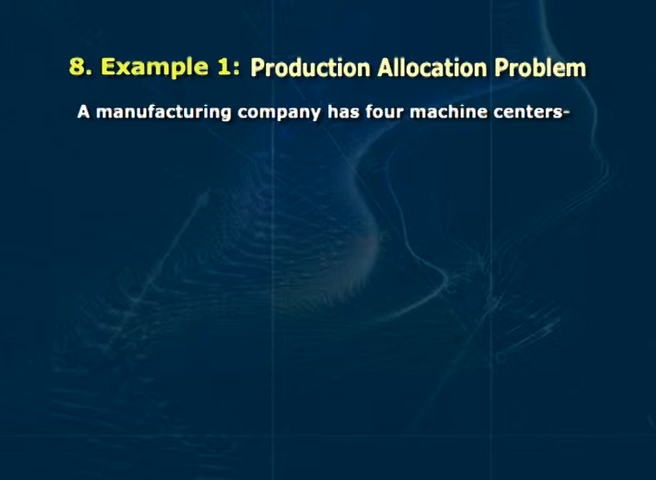 8. Example 1: Production Allocation Problem
A manufacturing company has four machine centers-